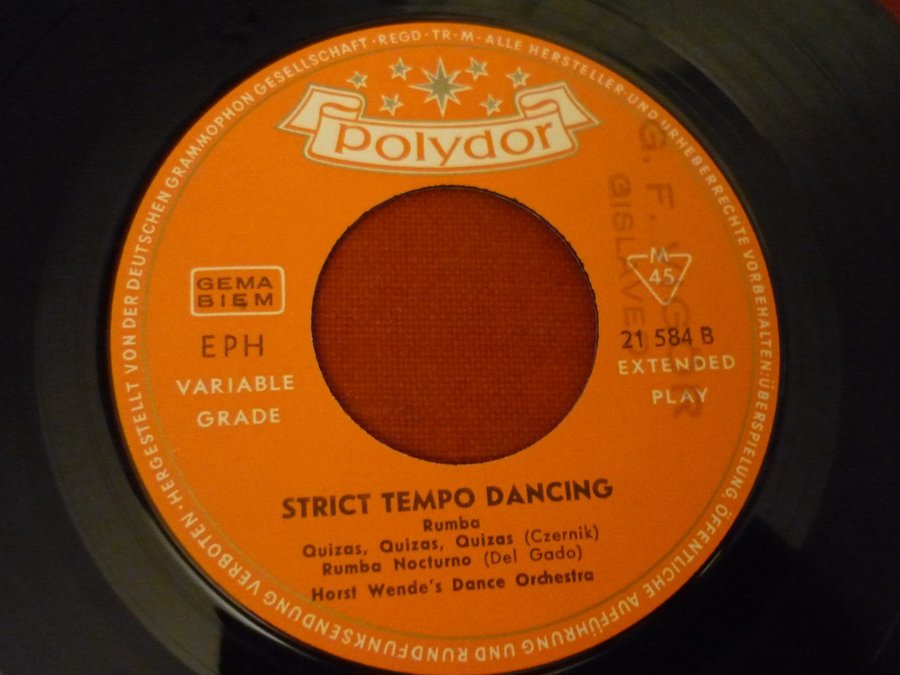 HERGESTELLT VON DER DEUTSCHEN GRAMMOPHON GESELLSCHAFT · REGD · TR · M · ALLE HERSTELLER- UND URHEBERRECHTE VORBEHALTEN: ÜBERSPIELUNG, ÖFFENTLICHE AUFFÜHRUNG UND RUNDFUNKSENDUNG VERBOTEN ·
Polydor
G. F.
GISLAVED
GEMA
BIEM
M
45
EPH
21 584 B
VARIABLE
GRADE
EXTENDED
PLAY
STRICT TEMPO DANCING
Rumba
Quizas, Quizas, Quizas (Czernik)
Rumba Nocturno (Del Gado)
Horst Wende's Dance Orchestra